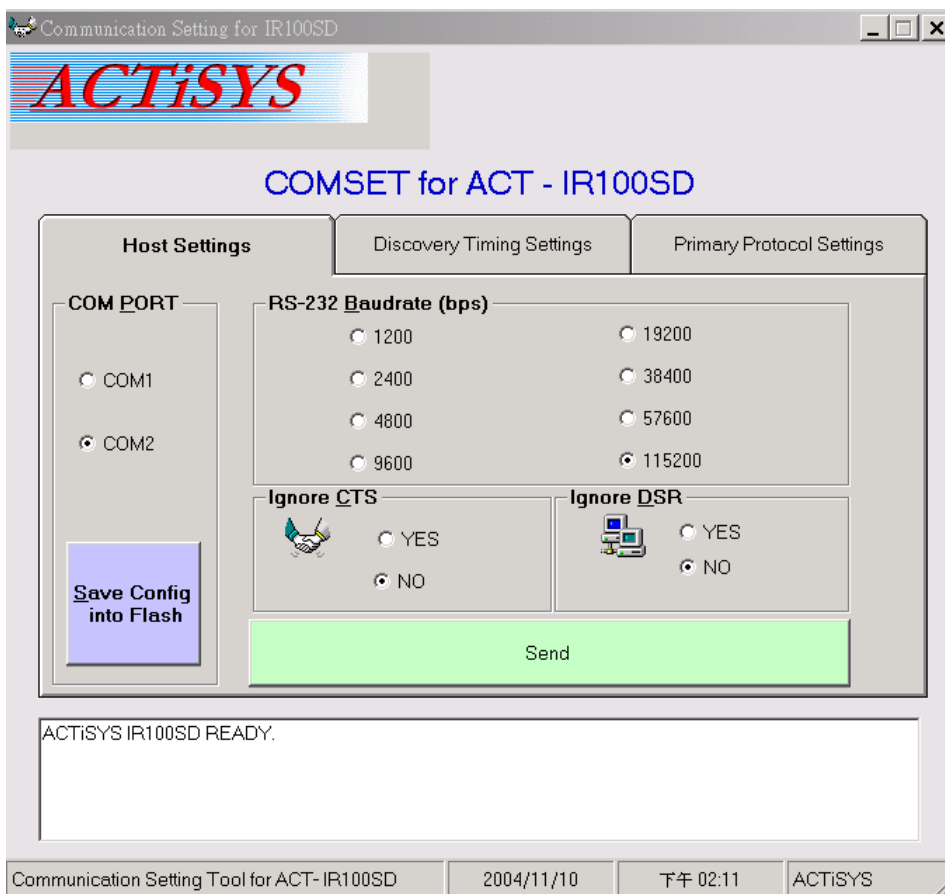 Communication Setting for IR100SD
ACTiSYS
COMSET for ACT - IR100SD
Host Settings
Discovery Timing Settings
Primary Protocol Settings
COM PORT
COM1
COM2
Save Config
into Flash
RS-232 Baudrate (bps)
1200
2400
4800
9600
19200
38400
57600
115200
Ignore CTS
YES
NO
Ignore DSR
YES
NO
Send
ACTiSYS IR100SD READY.
Communication Setting Tool for ACT- IR100SD
2004/11/10
下午 02:11
ACTiSYS